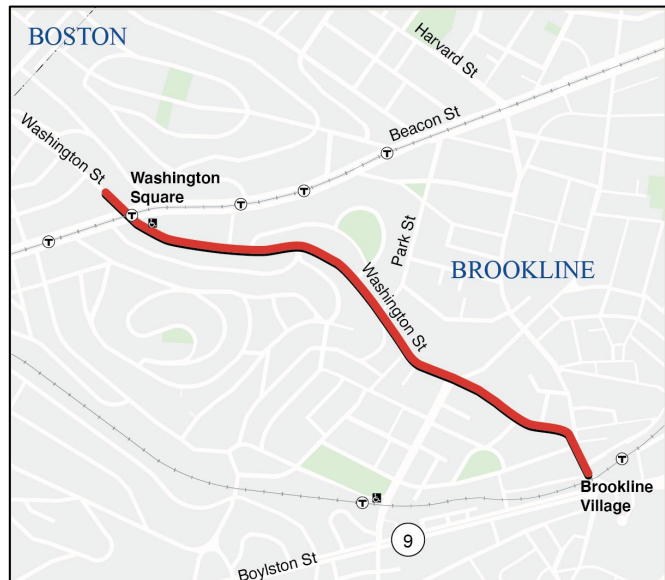 BOSTON
Harvard St
Beacon St
Washington St
Washington
Square
T
T
T
T
T
Park St
BROOKLINE
Washington St
T
T
Brookline
Village
9
Boylston St